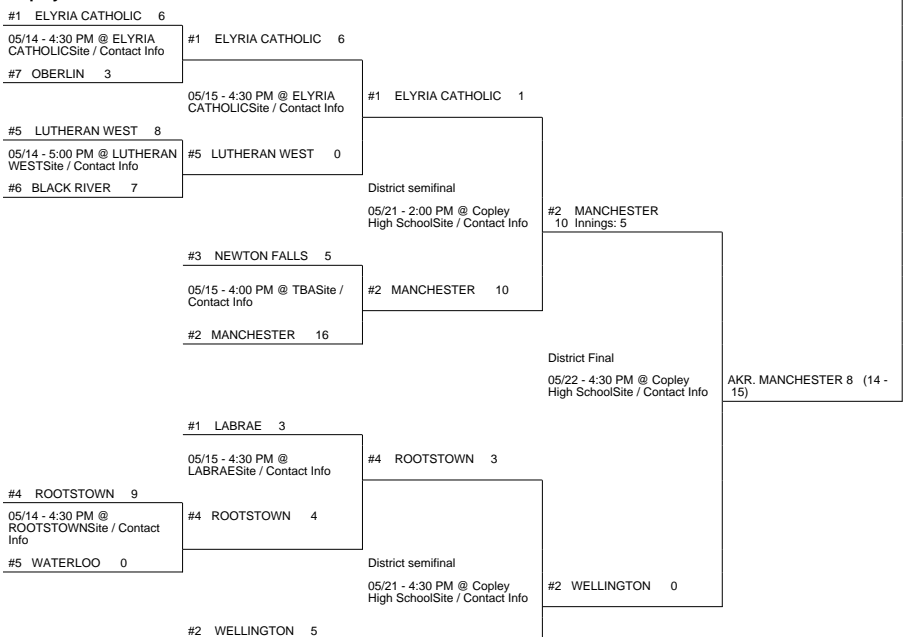 #1 ELYRIA CATHOLIC 6
05/14 - 4:30 PM @ ELYRIA
CATHOLICSite / Contact Info
#7 OBERLIN 3
#1 ELYRIA CATHOLIC 6
05/15 - 4:30 PM @ ELYRIA
CATHOLICSite / Contact Info
#5 LUTHERAN WEST 8
05/14 - 5:00 PM @ LUTHERAN
WESTSite / Contact Info
#6 BLACK RIVER 7
#5 LUTHERAN WEST 0
#1 ELYRIA CATHOLIC 1
District semifinal
05/21 - 2:00 PM @ Copley
High SchoolSite / Contact Info
#3 NEWTON FALLS 5
05/15 - 4:00 PM @ TBASite /
Contact Info
#2 MANCHESTER 16
#2 MANCHESTER 10
#2 MANCHESTER
10 Innings: 5
District Final
05/22 - 4:30 PM @ Copley
High SchoolSite / Contact Info
AKR. MANCHESTER 8 (14 -
15)
#1 LABRAE 3
05/15 - 4:30 PM @
LABRAESite / Contact Info
#4 ROOTSTOWN 9
05/14 - 4:30 PM @
ROOTSTOWNSite / Contact
Info
#5 WATERLOO 0
#4 ROOTSTOWN 4
#4 ROOTSTOWN 3
District semifinal
05/21 - 4:30 PM @ Copley
High SchoolSite / Contact Info
#2 WELLINGTON 0
#2 WELLINGTON 5